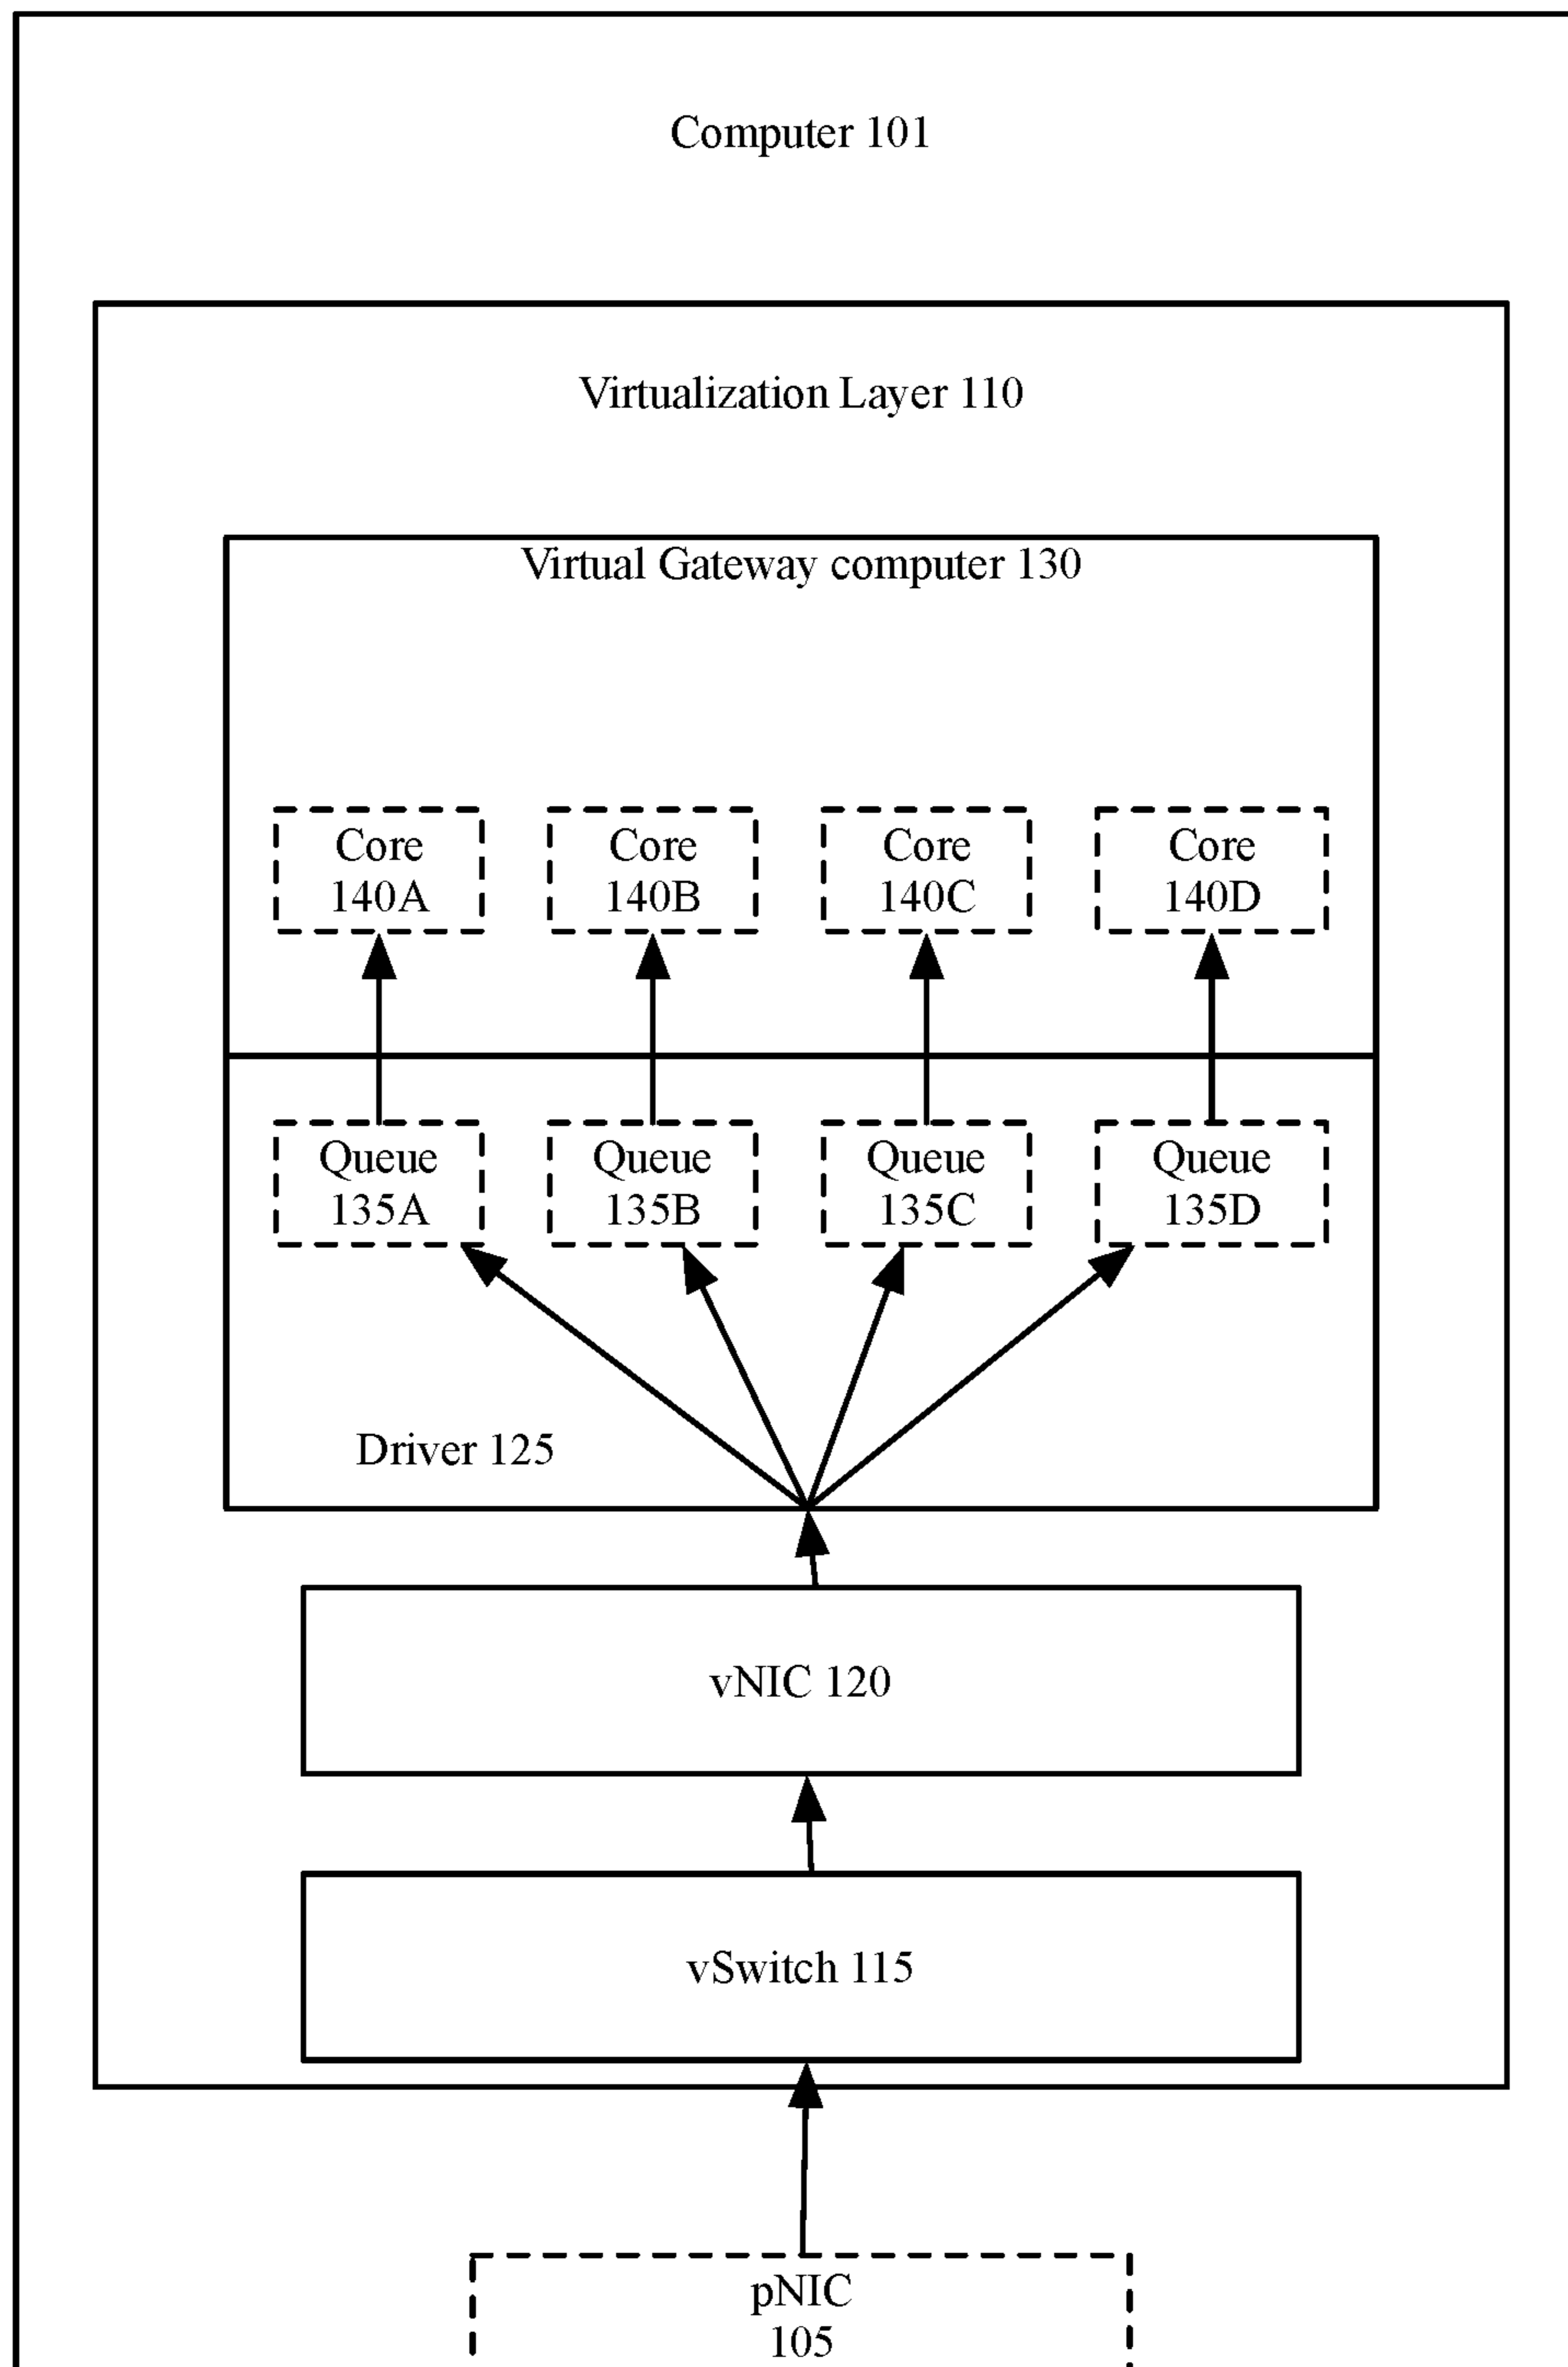 Computer 101
Virtualization Layer 110
Virtual Gateway computer 130
Core
140A
Core
140B
Core
140C
Core
140D
Queue
135A
Queue
135B
Queue
135C
Queue
135D
Driver 125
vNIC 120
vSwitch 115
pNIC
105